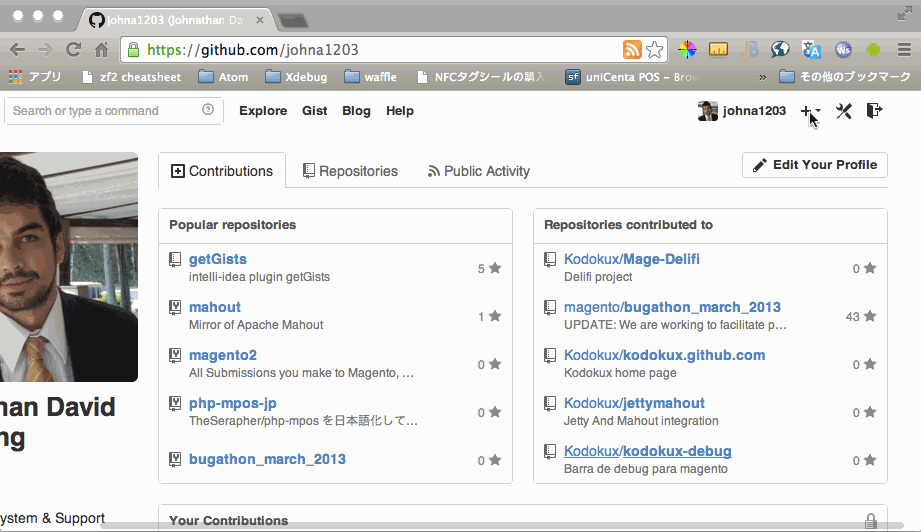 johna1203 (Johnathan Da
https://github.com/johna1203
アプリ zf2 cheatsheet Atom Xdebug waffle NFCタグシールの購入 uniCenta POS - Brow » その他のブックマーク
Search or type a command Explore Gist Blog Help johna1203
Contributions Repositories Public Activity Edit Your Profile
Popular repositories
getGists
intelli-idea plugin getGists
5
mahout
Mirror of Apache Mahout
1
magento2
All Submissions you make to Magento, ...
0
php-mpos-jp
TheSerapher/php-mpos を日本語化して...
0
bugathon_march_2013
0
Repositories contributed to
Kodokux/Mage-Delifi
Delifi project
0
magento/bugathon_march_2013
UPDATE: We are working to facilitate p...
43
Kodokux/kodokux.github.com
Kodokux home page
0
Kodokux/jettymahout
Jetty And Mahout integration
0
Kodokux/kodokux-debug
Barra de debug para magento
0
nan David
ng
ystem & Support
Your Contributions